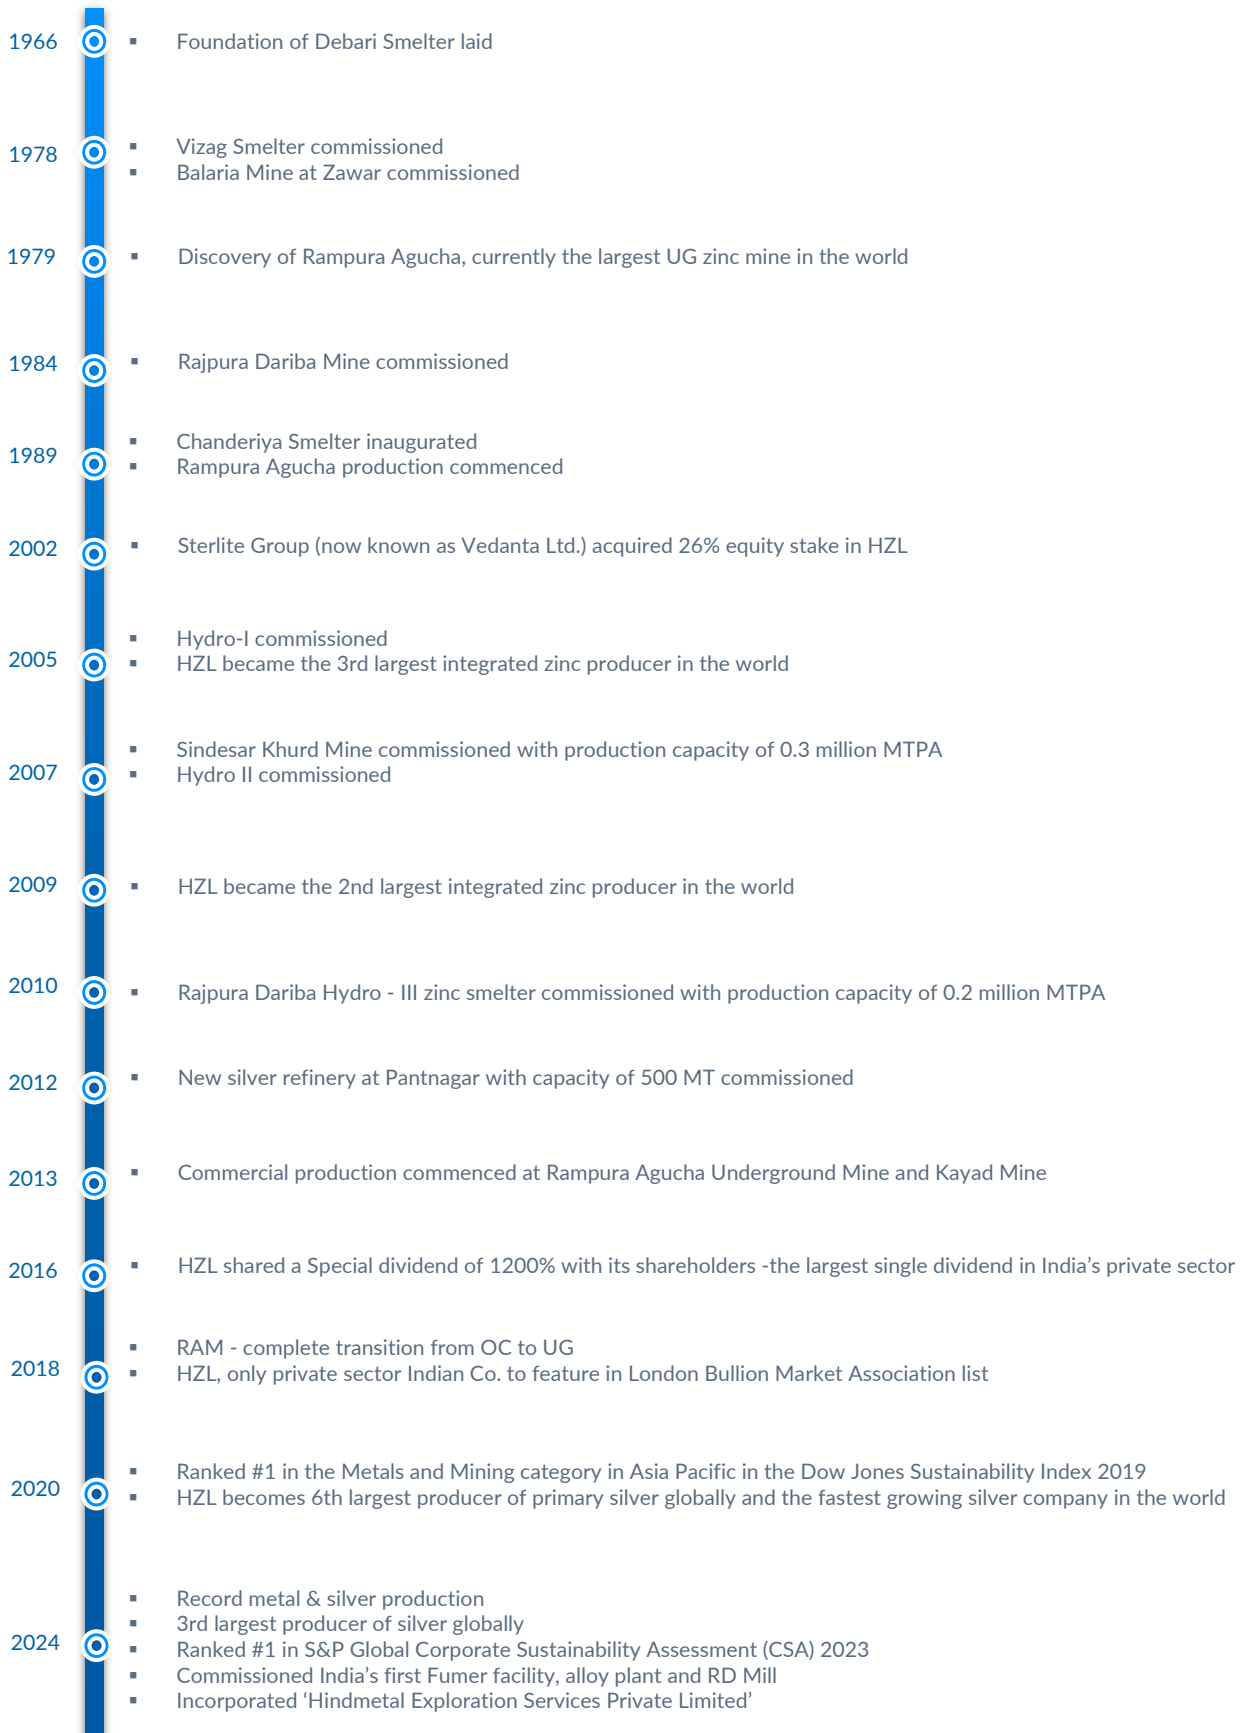 1966
▪ Foundation of Debari Smelter laid
1978
▪ Vizag Smelter commissioned
▪ Balaria Mine at Zawar commissioned
1979
▪ Discovery of Rampura Agucha, currently the largest UG zinc mine in the world
1984
▪ Rajpura Dariba Mine commissioned
1989
▪ Chanderiya Smelter inaugurated
▪ Rampura Agucha production commenced
2002
▪ Sterlite Group (now known as Vedanta Ltd.) acquired 26% equity stake in HZL
2005
▪ Hydro-I commissioned
▪ HZL became the 3rd largest integrated zinc producer in the world
2007
▪ Sindesar Khurd Mine commissioned with production capacity of 0.3 million MTPA
▪ Hydro II commissioned
2009
▪ HZL became the 2nd largest integrated zinc producer in the world
2010
▪ Rajpura Dariba Hydro - III zinc smelter commissioned with production capacity of 0.2 million MTPA
2012
▪ New silver refinery at Pantnagar with capacity of 500 MT commissioned
2013
▪ Commercial production commenced at Rampura Agucha Underground Mine and Kayad Mine
2016
▪ HZL shared a Special dividend of 1200% with its shareholders -the largest single dividend in India’s private sector
2018
▪ RAM - complete transition from OC to UG
▪ HZL, only private sector Indian Co. to feature in London Bullion Market Association list
2020
▪ Ranked #1 in the Metals and Mining category in Asia Pacific in the Dow Jones Sustainability Index 2019
▪ HZL becomes 6th largest producer of primary silver globally and the fastest growing silver company in the world
2024
▪ Record metal & silver production
▪ 3rd largest producer of silver globally
▪ Ranked #1 in S&P Global Corporate Sustainability Assessment (CSA) 2023
▪ Commissioned India’s first Fumer facility, alloy plant and RD Mill
▪ Incorporated ‘Hindmetal Exploration Services Private Limited’